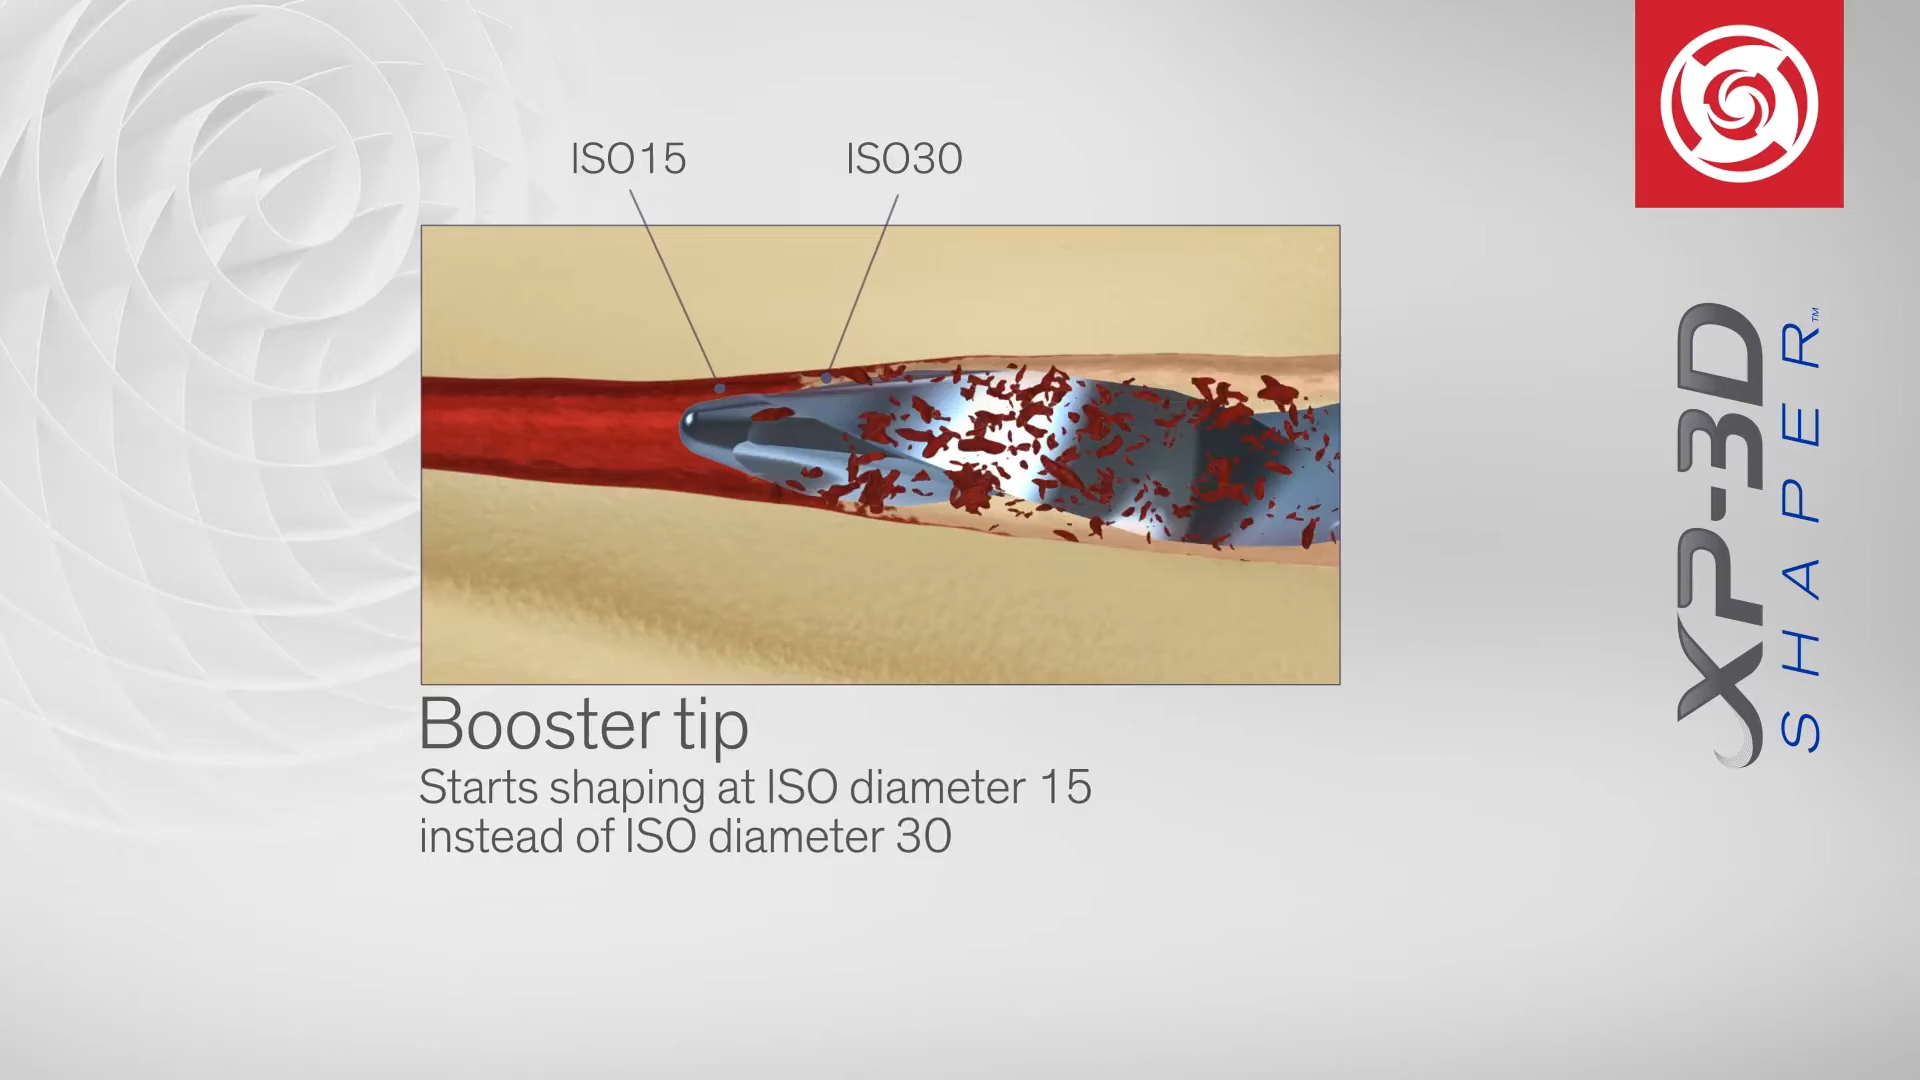 ISO15
ISO30
Booster tip
Starts shaping at ISO diameter 15
instead of ISO diameter 30
XP-3D
SHAPER™